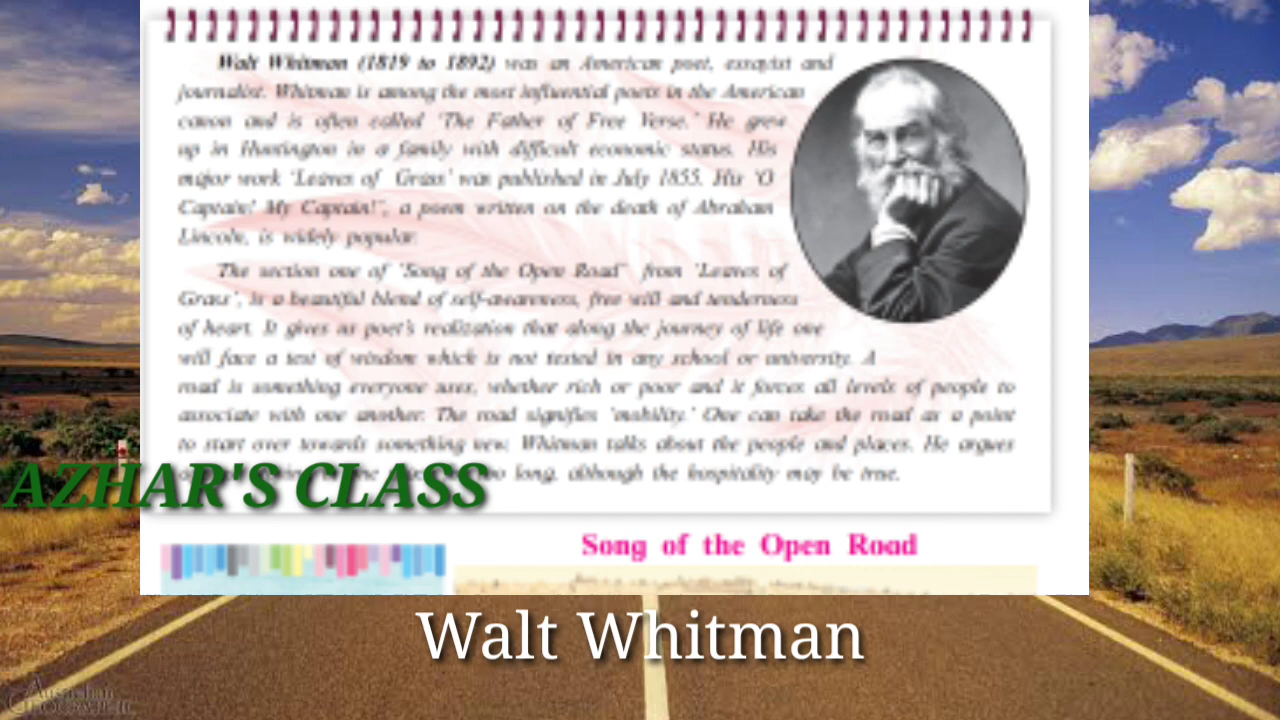 Walt Whitman (1819 to 1892) was an American poet, essayist and
journalist. Whitman is among the most influential poets in the American
canon and is often called 'The Father of Free Verse.' He grew
up in Huntington in a family with difficult economic status. His
major work 'Leaves of Grass' was published in July 1855. His 'O
Captain! My Captain!', a poem written on the death of Abraham
Lincoln, is widely popular.
The section one of 'Song of the Open Road' from 'Leaves of
Grass', is a beautiful blend of self-awareness, free will and tenderness
of heart. It gives us poet's realization that along the journey of life one
will face a test of wisdom which is not tested in any school or university. A
road is something everyone uses, whether rich or poor and it forces all levels of people to
associate with one another. The road signifies 'mobility.' One can take the road as a point
to start over towards something new. Whitman talks about the people and places. He argues
too long, although the hospitality may be true.
AZHAR'S CLASS
Song of the Open Road
Walt Whitman
Australian
GEOGRAPHIC